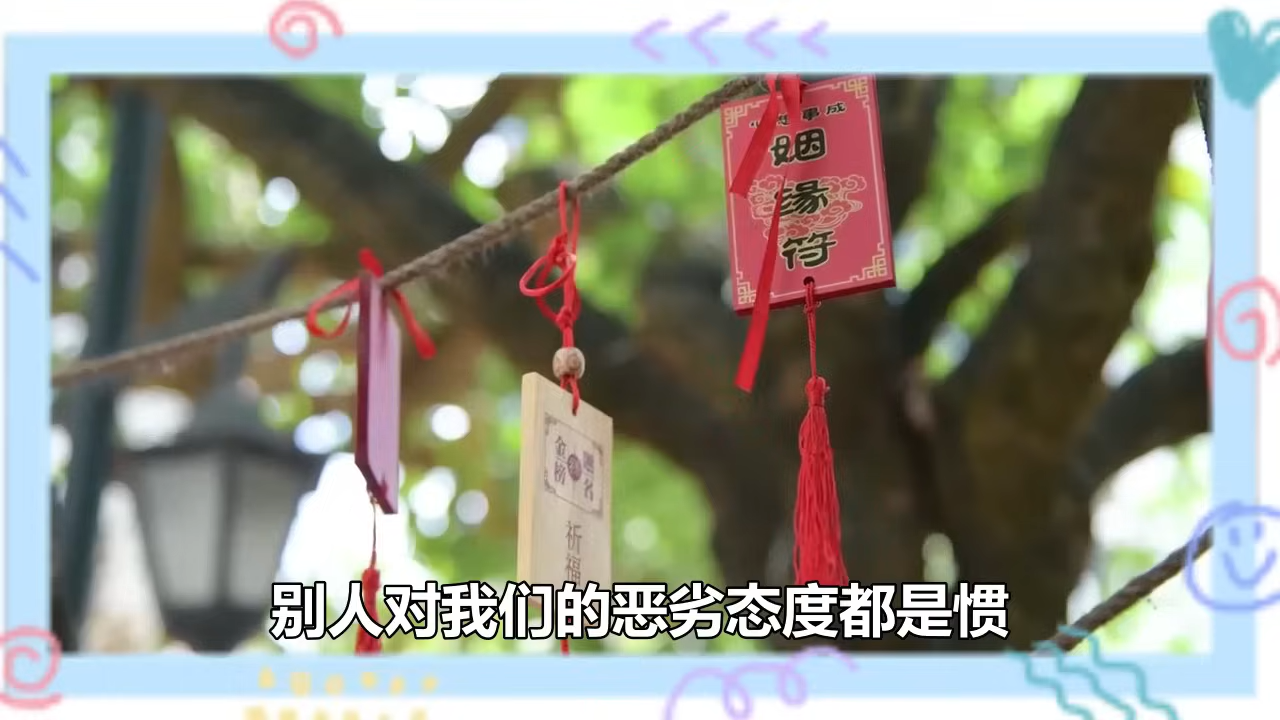 心想事成
姻
缘
符
金榜
题名
祈
福
别人对我们的恶劣态度都是惯